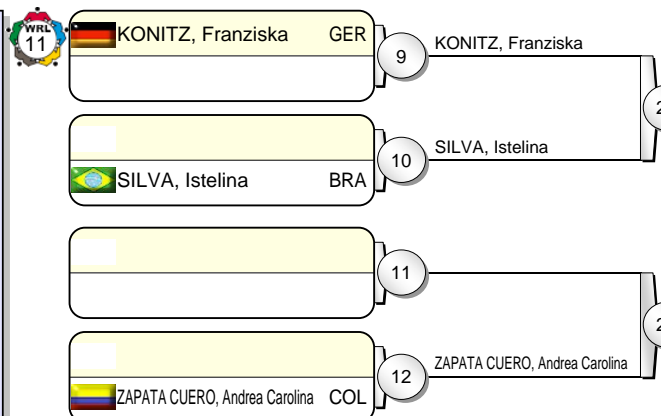 WRL
11
KONITZ, Franziska GER
9
KONITZ, Franziska
SILVA, Istelina BRA
10
SILVA, Istelina
11
ZAPATA CUERO, Andrea Carolina COL
12
ZAPATA CUERO, Andrea Carolina